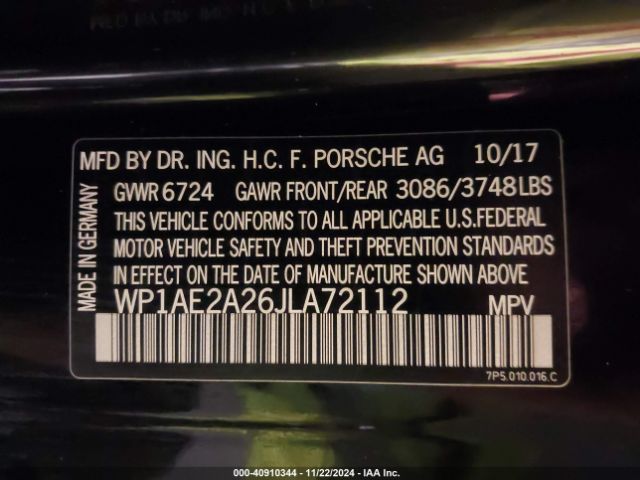 MFD BY DR. ING. H.C. F. PORSCHE AG 10/17
GVWR 6724 GAWR FRONT/REAR 3086/3748LBS
THIS VEHICLE CONFORMS TO ALL APPLICABLE U.S.FEDERAL
MOTOR VEHICLE SAFETY AND THEFT PREVENTION STANDARDS
IN EFFECT ON THE DATE OF MANUFACTURE SHOWN ABOVE
WP1AE2A26JLA72112 MPV
MADE IN GERMANY
7P5.010.016.C
000-40910344 - 11/22/2024 - IAA Inc.